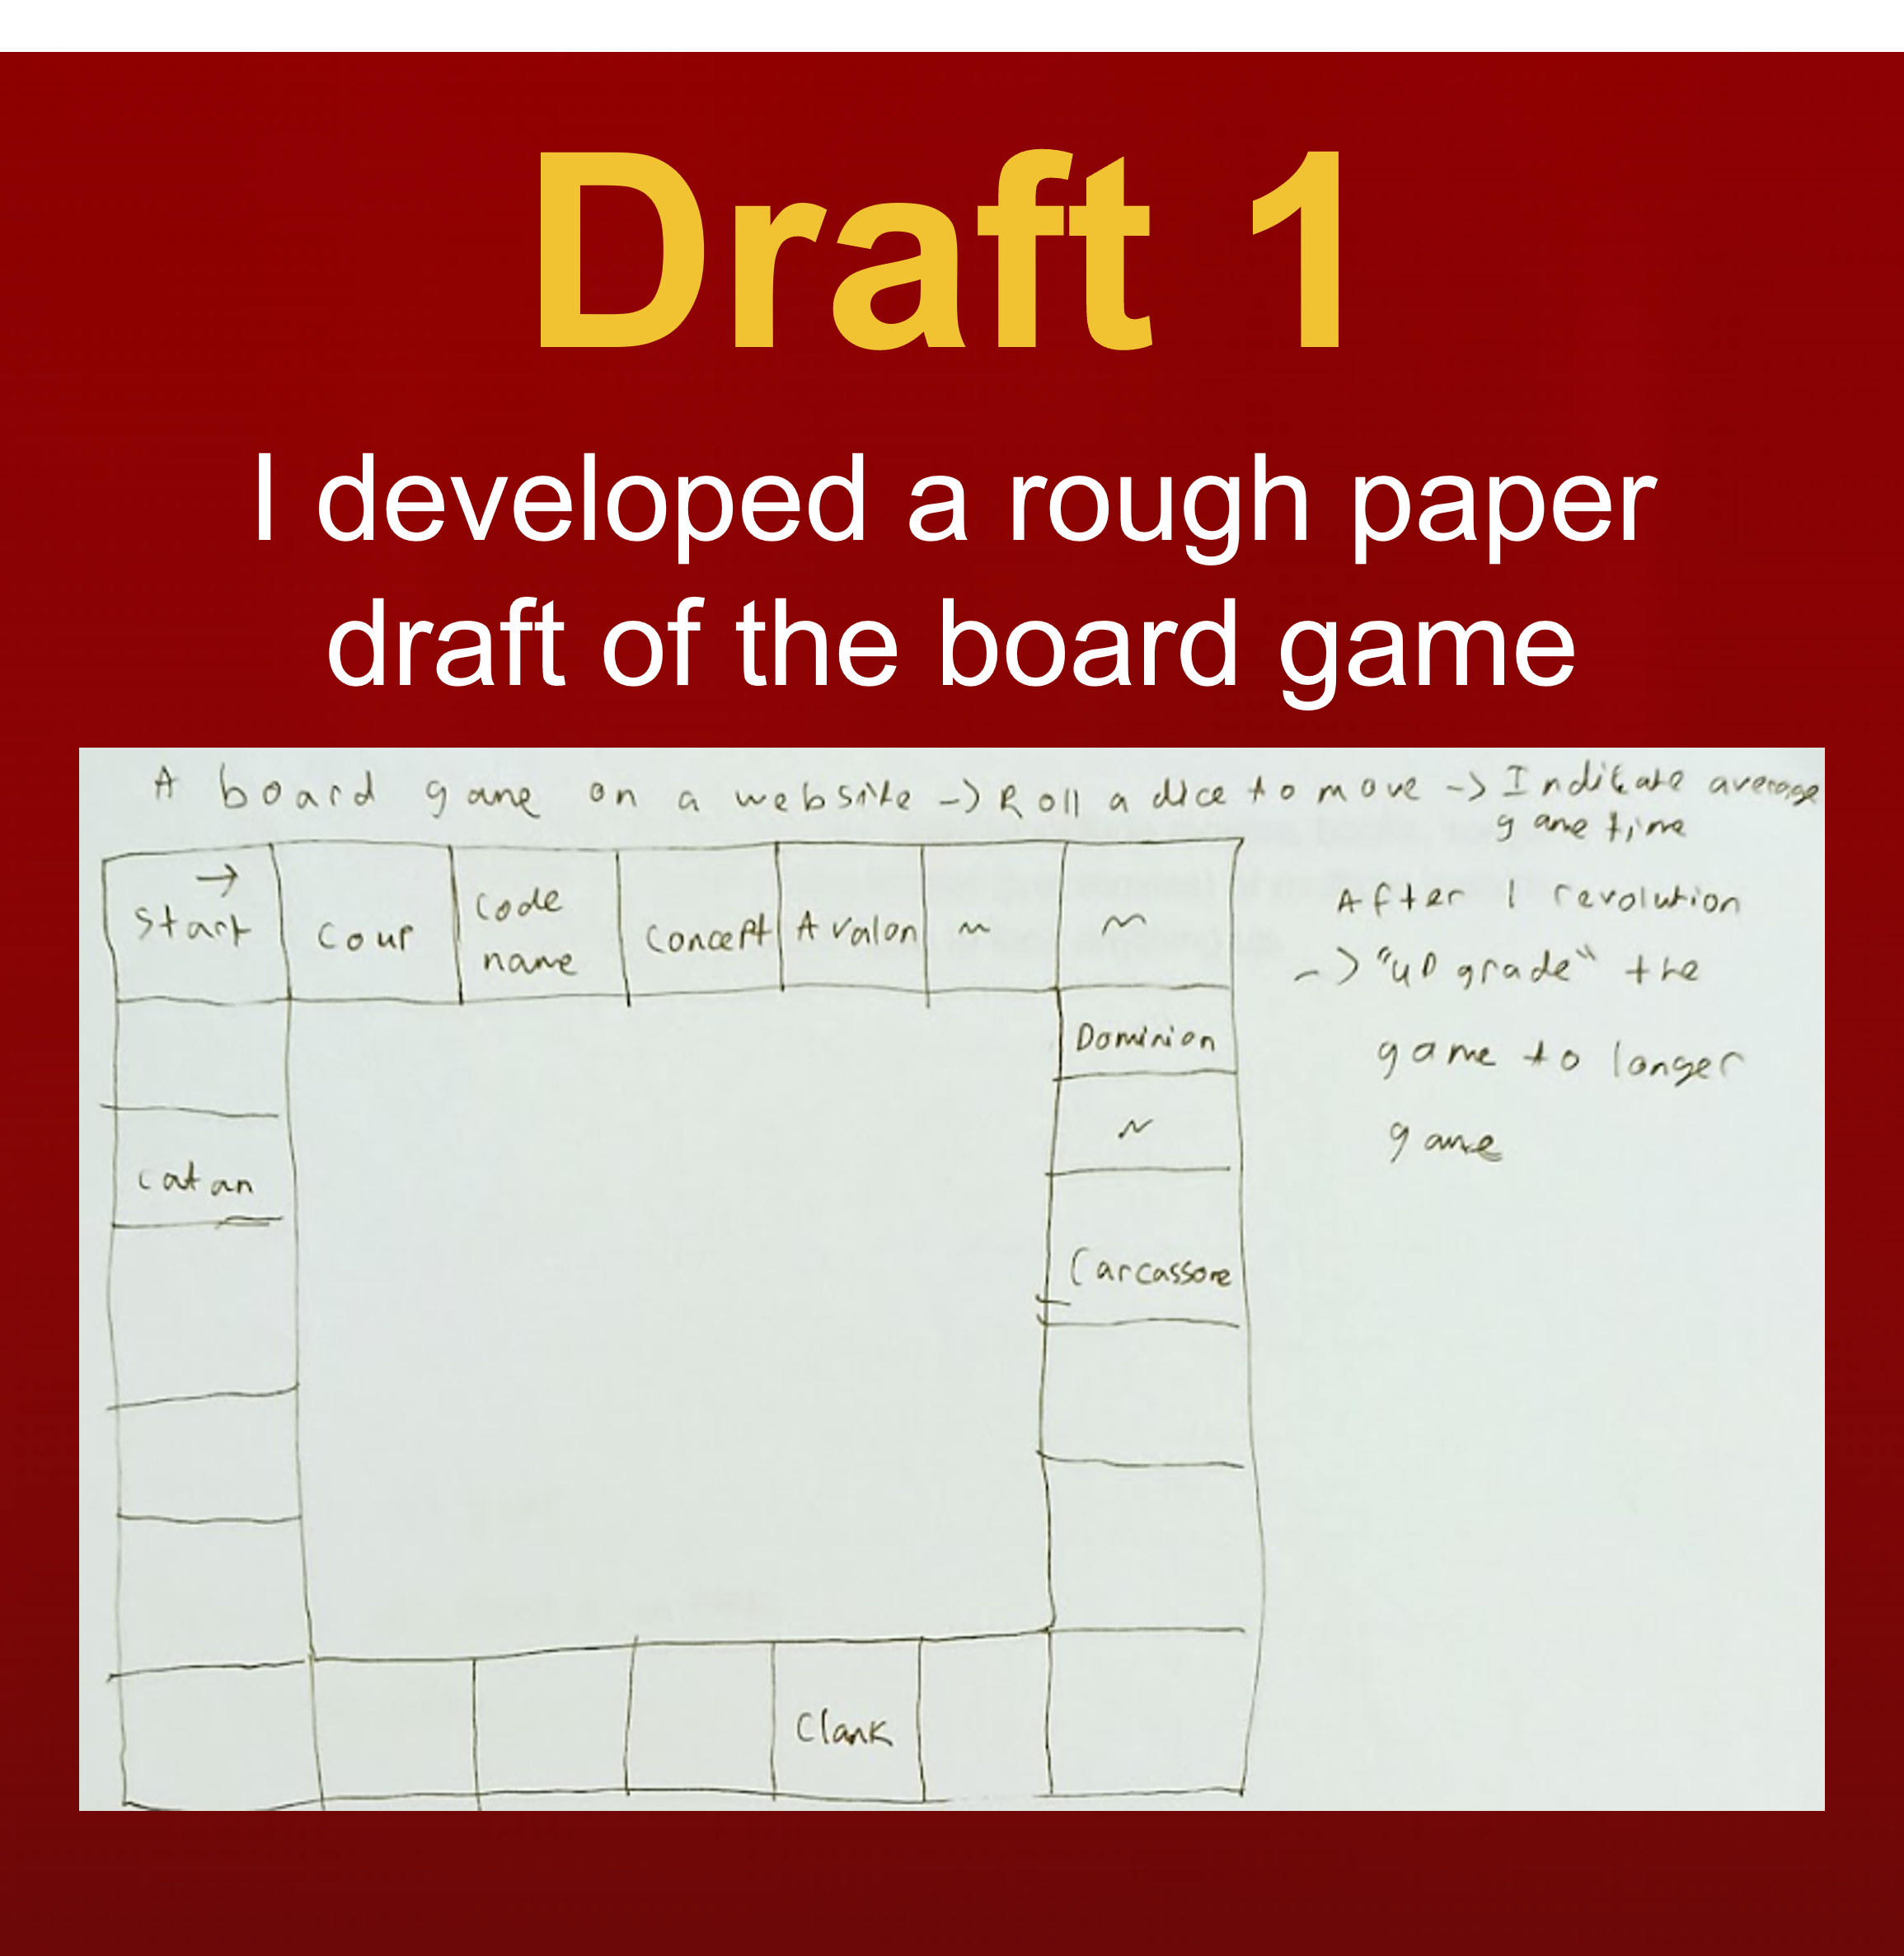 Draft 1
I developed a rough paper
draft of the board game
A board game on a website -> Roll a dice to move -> Indicate average
game time
Start →
Coup
Code
name
Concept
Avalon
~
~
After 1 revolution
-> "upgrade" the
game to longer
game
Dominion
~
Catan
Carcassone
Clank